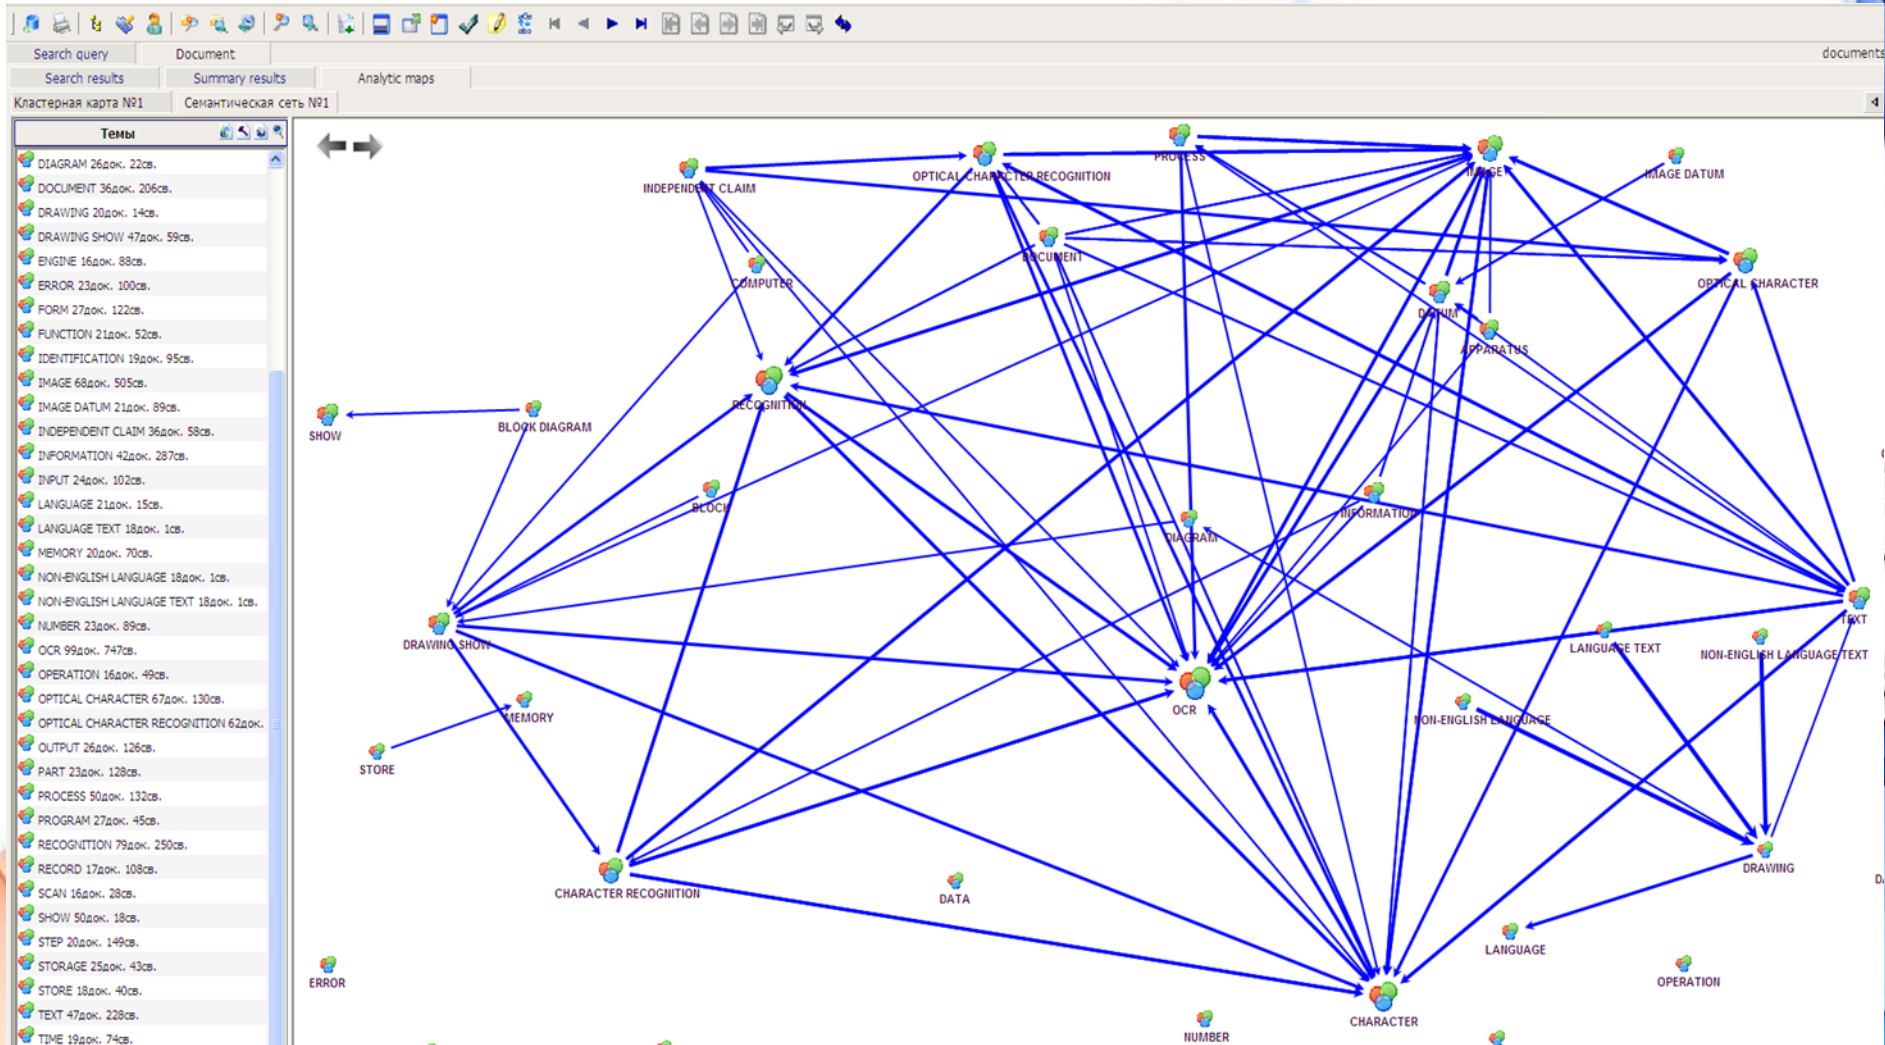 Search query
Document
documents
Search results
Summary results
Analytic maps
Кластерная карта №1
Семантическая сеть №1
Темы
DIAGRAM 26док. 22св.
DOCUMENT 36док. 206св.
DRAWING 20док. 14св.
DRAWING SHOW 47док. 59св.
ENGINE 16док. 88св.
ERROR 23док. 100св.
FORM 27док. 122св.
FUNCTION 21док. 52св.
IDENTIFICATION 19док. 95св.
IMAGE 68док. 505св.
IMAGE DATUM 21док. 89св.
INDEPENDENT CLAIM 36док. 58св.
INFORMATION 42док. 287св.
INPUT 24док. 102св.
LANGUAGE 21док. 15св.
LANGUAGE TEXT 18док. 1св.
MEMORY 20док. 70св.
NON-ENGLISH LANGUAGE 18док. 1св.
NON-ENGLISH LANGUAGE TEXT 18док. 1св.
NUMBER 23док. 89св.
OCR 99док. 747св.
OPERATION 16док. 49св.
OPTICAL CHARACTER 67док. 130св.
OPTICAL CHARACTER RECOGNITION 62док.
OUTPUT 26док. 126св.
PART 23док. 128св.
PROCESS 50док. 132св.
PROGRAM 27док. 45св.
RECOGNITION 79док. 250св.
RECORD 17док. 108св.
SCAN 16док. 28св.
SHOW 50док. 18св.
STEP 20док. 149св.
STORAGE 25док. 43св.
STORE 18док. 40св.
TEXT 47док. 228св.
TIME 19док. 74св.
PROCESS
IMAGE
OPTICAL CHARACTER RECOGNITION
IMAGE DATUM
INDEPENDENT CLAIM
DOCUMENT
COMPUTER
OPTICAL CHARACTER
DATUM
APPARATUS
RECOGNITION
SHOW
BLOCK DIAGRAM
BLOCK
INFORMATION
DIAGRAM
TEXT
DRAWING SHOW
LANGUAGE TEXT
NON-ENGLISH LANGUAGE TEXT
OCR
MEMORY
NON-ENGLISH LANGUAGE
STORE
DRAWING
CHARACTER RECOGNITION
DATA
LANGUAGE
ERROR
OPERATION
CHARACTER
NUMBER